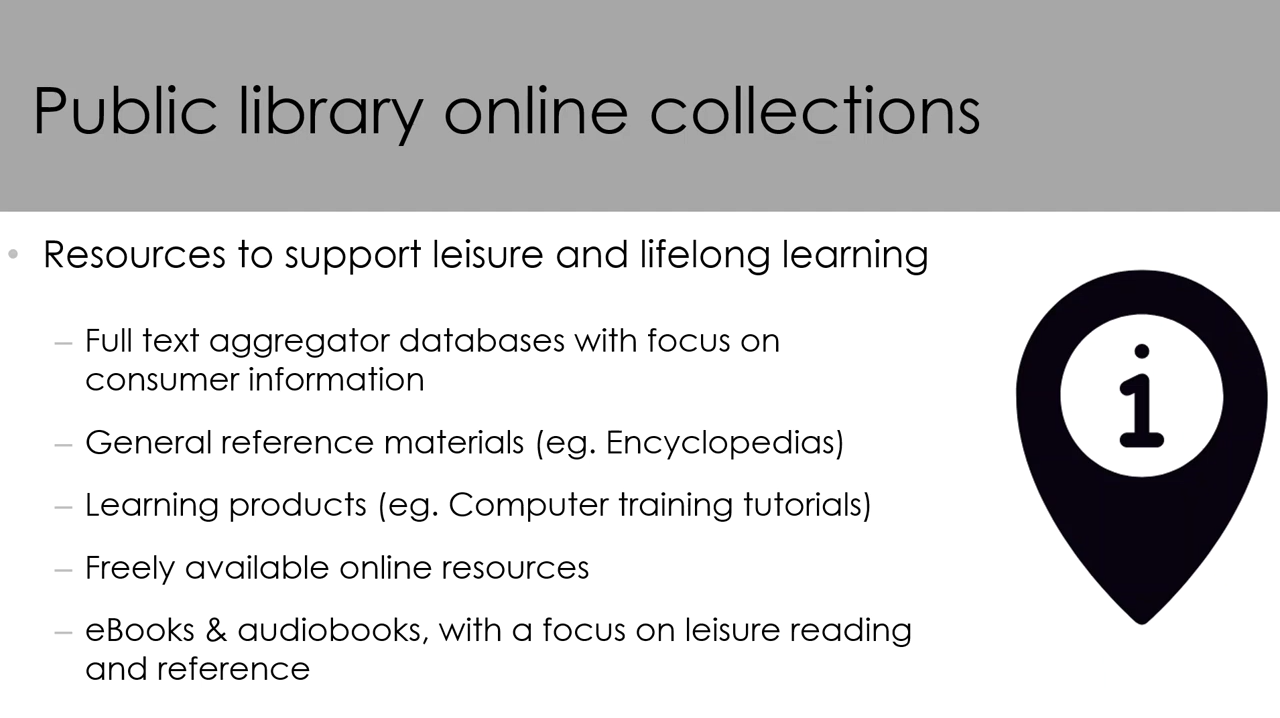 Public library online collections
• Resources to support leisure and lifelong learning
– Full text aggregator databases with focus on
consumer information
– General reference materials (eg. Encyclopedias)
– Learning products (eg. Computer training tutorials)
– Freely available online resources
– eBooks & audiobooks, with a focus on leisure reading
and reference
i